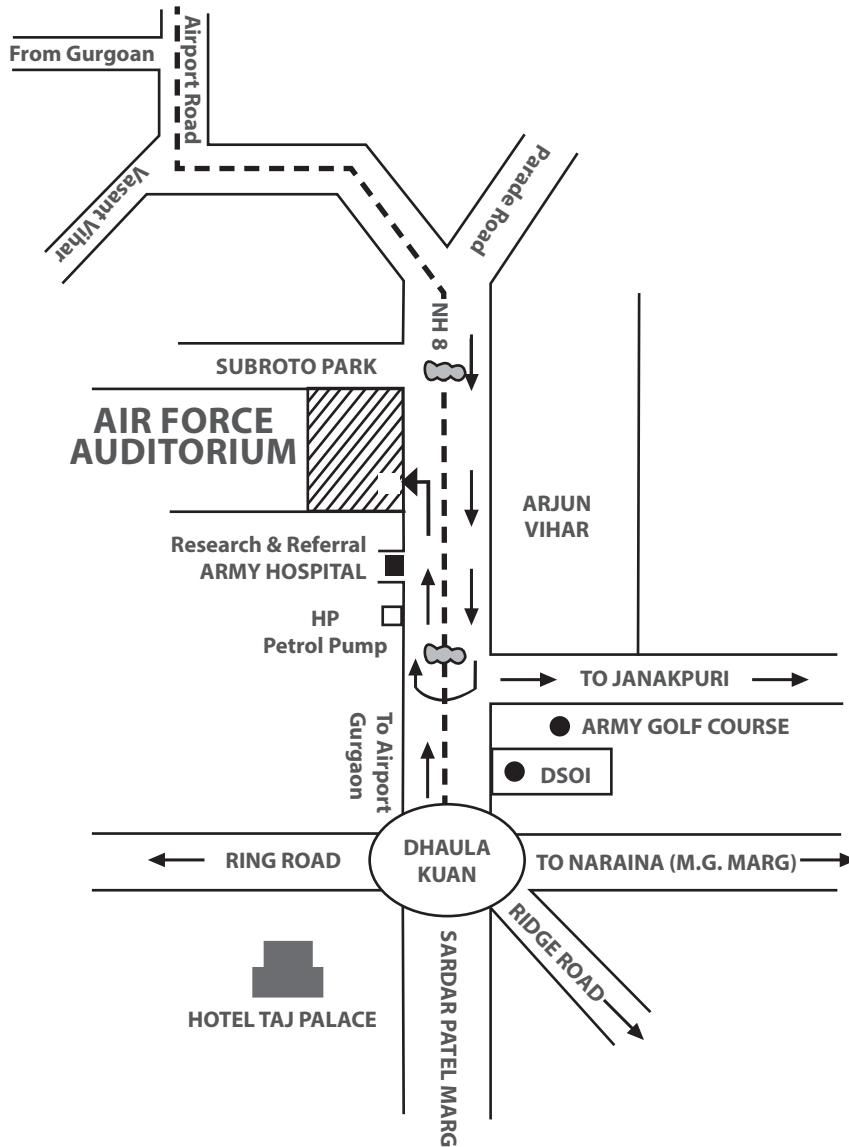 From Gurgoan
Airport Road
Vasant Vihar
Parade Road
NH 8
SUBROTO PARK
AIR FORCE
AUDITORIUM
ARJUN
VIHAR
Research & Referral
ARMY HOSPITAL
HP
Petrol Pump
TO JANAKPURI
To Airport
Gurgaon
ARMY GOLF COURSE
DSOI
RING ROAD
DHAULA
KUAN
TO NARAINA (M.G. MARG)
RIDGE ROAD
SARDAR PATEL MARG
HOTEL TAJ PALACE